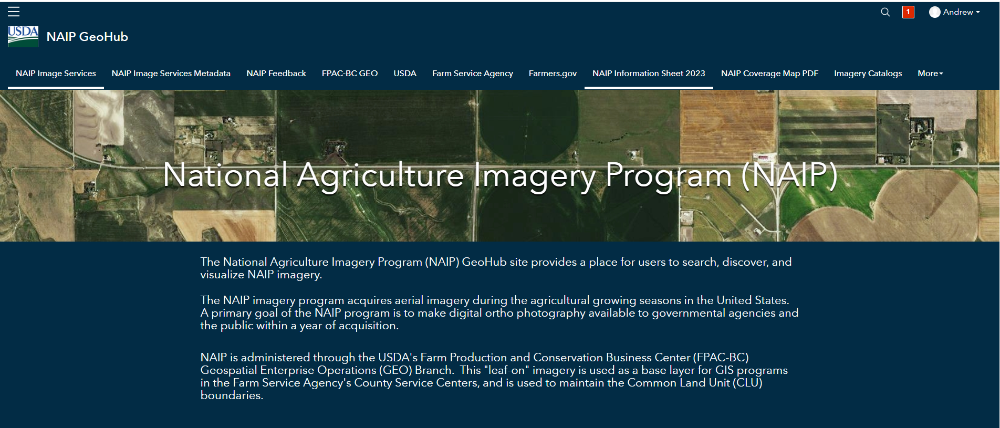 1
Andrew
USDA
NAIP GeoHub
NAIP Image Services NAIP Image Services Metadata NAIP Feedback FPAC-BC GEO USDA Farm Service Agency Farmers.gov NAIP Information Sheet 2023 NAIP Coverage Map PDF Imagery Catalogs More
National Agriculture Imagery Program (NAIP)
The National Agriculture Imagery Program (NAIP) GeoHub site provides a place for users to search, discover, and
visualize NAIP imagery.
The NAIP imagery program acquires aerial imagery during the agricultural growing seasons in the United States.
A primary goal of the NAIP program is to make digital ortho photography available to governmental agencies and
the public within a year of acquisition.
NAIP is administered through the USDA's Farm Production and Conservation Business Center (FPAC-BC)
Geospatial Enterprise Operations (GEO) Branch.  This "leaf-on" imagery is used as a base layer for GIS programs
in the Farm Service Agency's County Service Centers, and is used to maintain the Common Land Unit (CLU)
boundaries.